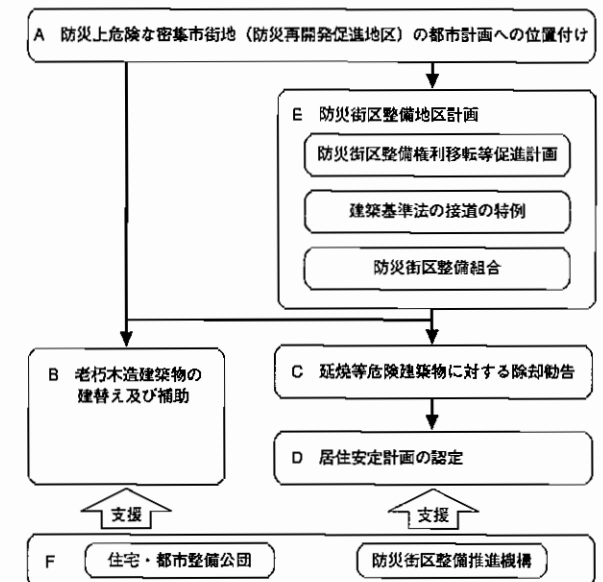 A 防災上危険な密集市街地（防災再開発促進地区）の都市計画への位置付け
E 防災街区整備地区計画
防災街区整備権利移転等促進計画
建築基準法の接道の特例
防災街区整備組合
B 老朽木造建築物の
建替え及び補助
C 延焼等危険建築物に対する除却勧告
D 居住安定計画の認定
支援
支援
F
住宅・都市整備公団
防災街区整備推進機構